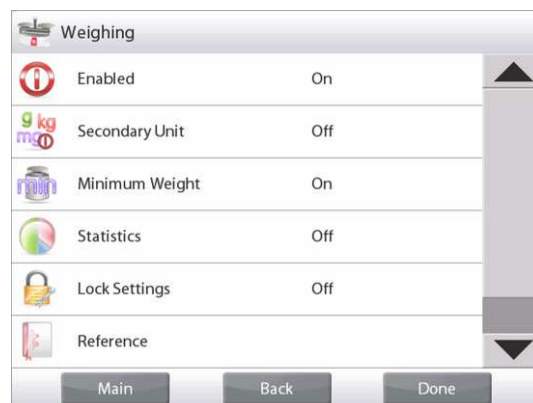 Weighing
Enabled On
g kg
mg
Secondary Unit Off
min
Minimum Weight On
Statistics Off
Lock Settings Off
Reference
Main Back Done